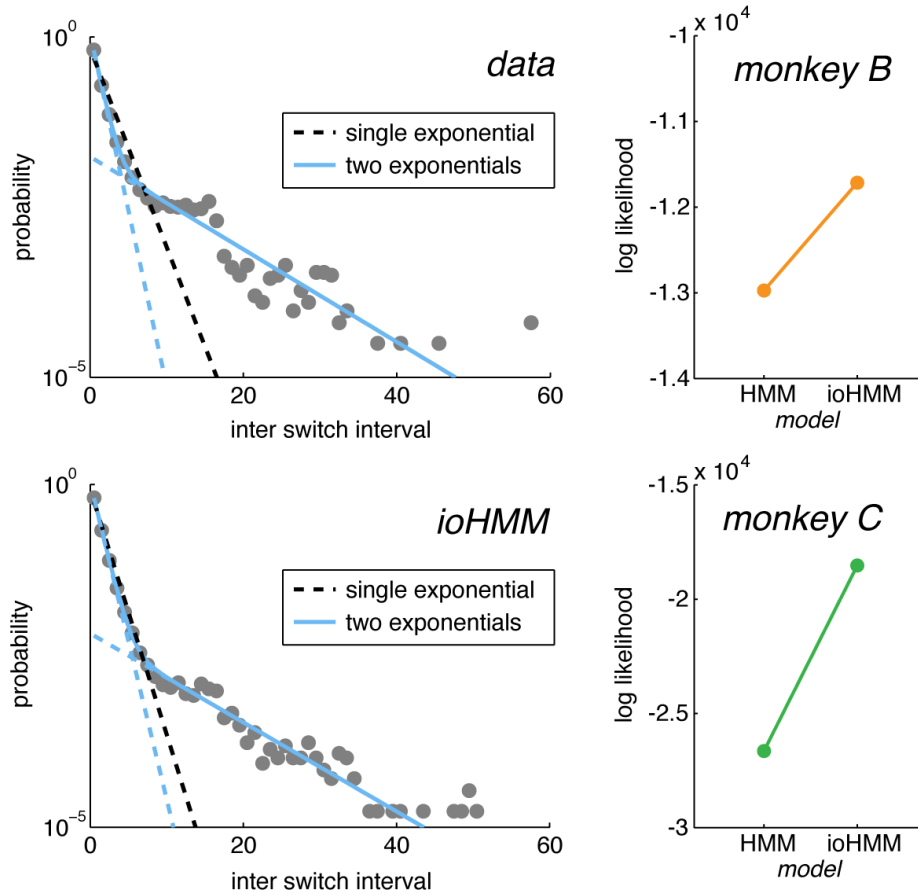 10^0
data
single exponential
two exponentials
probability
10^-5
0 20 40 60
inter switch interval
-1 x 10^4
monkey B
-1.1
-1.2
-1.3
-1.4
log likelihood
HMM ioHMM
model
10^0
ioHMM
single exponential
two exponentials
probability
10^-5
0 20 40 60
inter switch interval
-1.5 x 10^4
monkey C
-2
-2.5
-3
log likelihood
HMM ioHMM
model